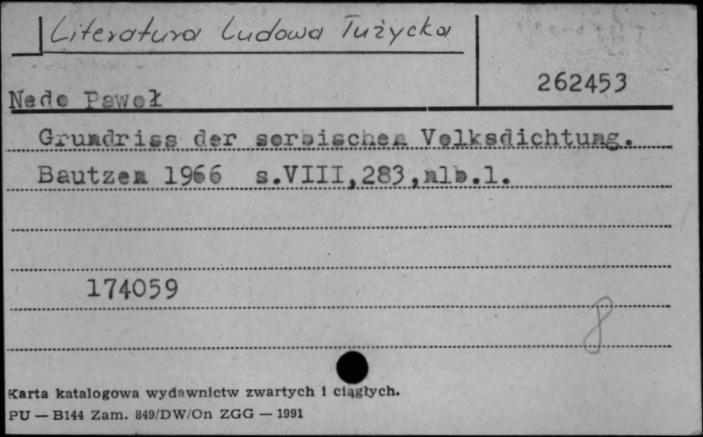 Literatura Ludowa Łużycka
262453
Nedo Paweł
Grundriss der sorbischen Volksdichtung.
Bautzen 1966 s.VIII,283,nlb.1.
174059
8
Karta katalogowa wydawnictw zwartych i ciągłych.
PU — B144 Zam. 849/DW/On ZGG — 1991